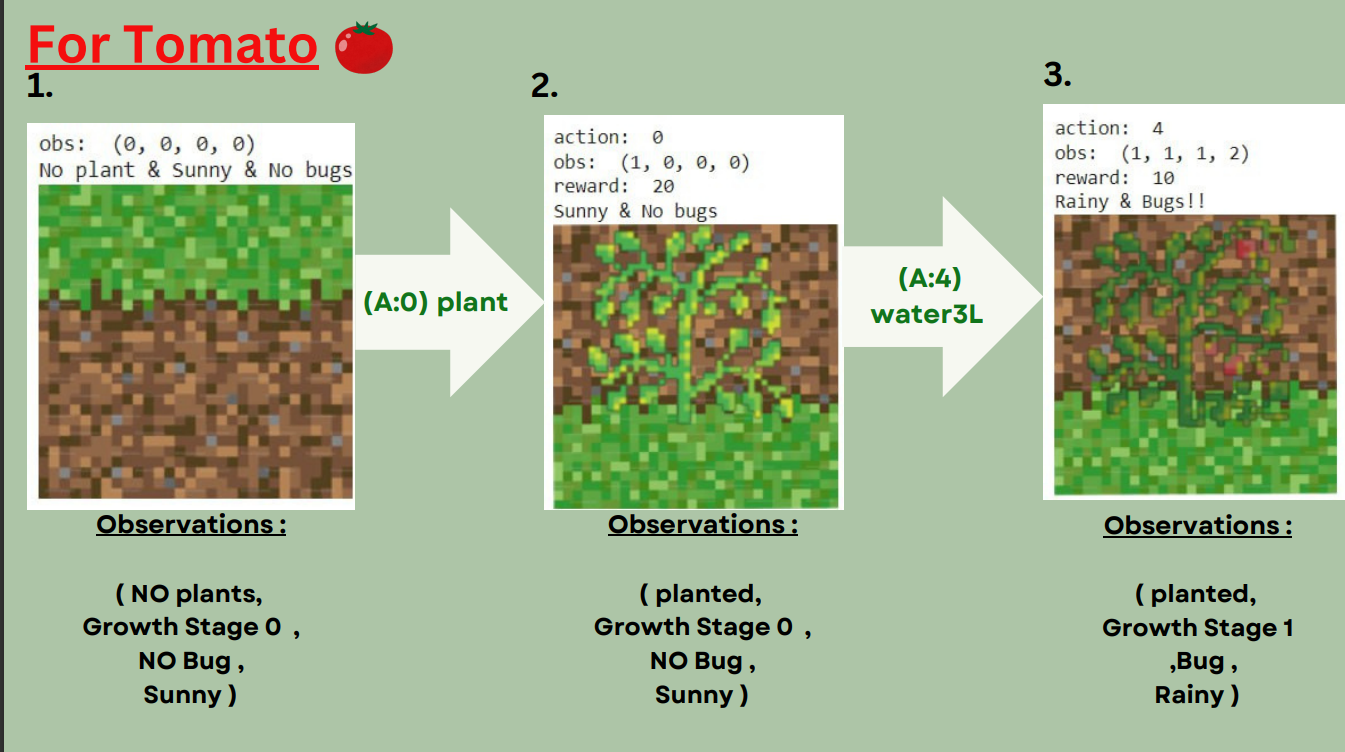 For Tomato
1.
obs:  (0, 0, 0, 0)
No plant & Sunny & No bugs
(A:0) plant
Observations :
( NO plants,
Growth Stage 0 ,
NO Bug ,
Sunny )
2.
action:  0
obs:  (1, 0, 0, 0)
reward:  20
Sunny & No bugs
(A:4)
water3L
Observations :
( planted,
Growth Stage 0 ,
NO Bug ,
Sunny )
3.
action:  4
obs:  (1, 1, 1, 2)
reward:  10
Rainy & Bugs!!
Observations :
( planted,
Growth Stage 1
,Bug ,
Rainy )